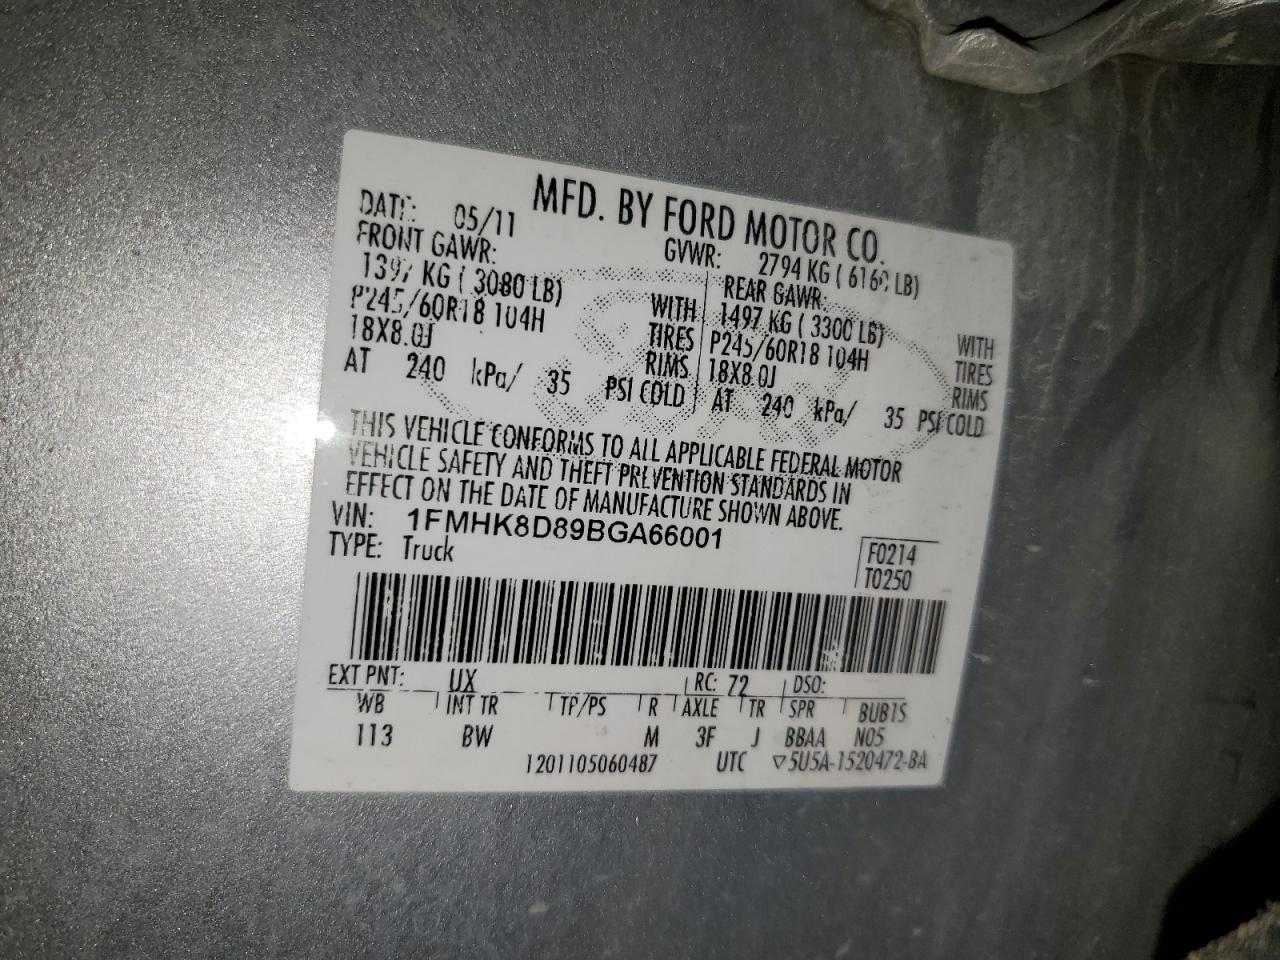 MFD. BY FORD MOTOR CO.
DATE: 05/11 GVWR: 2794 KG ( 6160 LB)
FRONT GAWR: REAR GAWR:
1397 KG ( 3080 LB) WITH 1497 KG ( 3300 LB) WITH
P245/60R18 104H TIRES P245/60R18 104H TIRES
18X8.0J RIMS 18X8.0J RIMS
AT 240 kPa/ 35 PSI COLD AT 240 kPa/ 35 PSI COLD
THIS VEHICLE CONFORMS TO ALL APPLICABLE FEDERAL MOTOR
VEHICLE SAFETY AND THEFT PREVENTION STANDARDS IN
EFFECT ON THE DATE OF MANUFACTURE SHOWN ABOVE.
VIN: 1FMHK8D89BGA66001
TYPE: Truck
F0214
T0250
EXT PNT: UX RC: 72 DSO:
WB INT TR TP/PS R AXLE TR SPR BUB1S
113 BW M 3F J BBAA N05
1201105060487 UTC ▽5U5A-1520472-BA